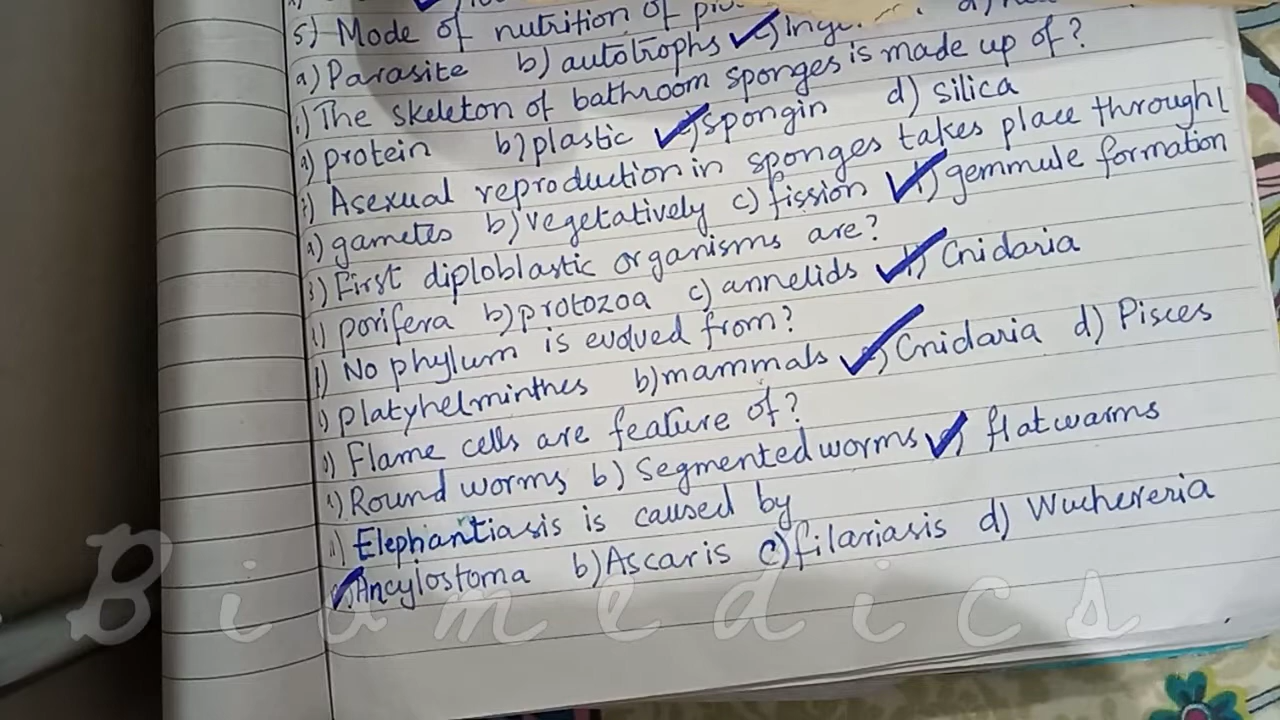 5) Mode of nutrition of
a) Parasite b) autotrophs c)
) The skeleton of bathroom sponges is made up of?
a) protein b) plastic c) spongin d) silica
) Asexual reproduction in sponges takes place through
a) gametes b) vegetatively c) fission d) gemmule formation
) First diploblastic organisms are?
) porifera b) protozoa c) annelids d) Cnidaria
) No phylum is evolved from?
) platyhelminthes b) mammals c) Cnidaria d) Pisces
) Flame cells are feature of?
) Round worms b) Segmented worms c) flatwarms
) Elephantiasis is caused by
Ancylostoma b) Ascaris c) filariasis d) Wuchereria
Biomedics